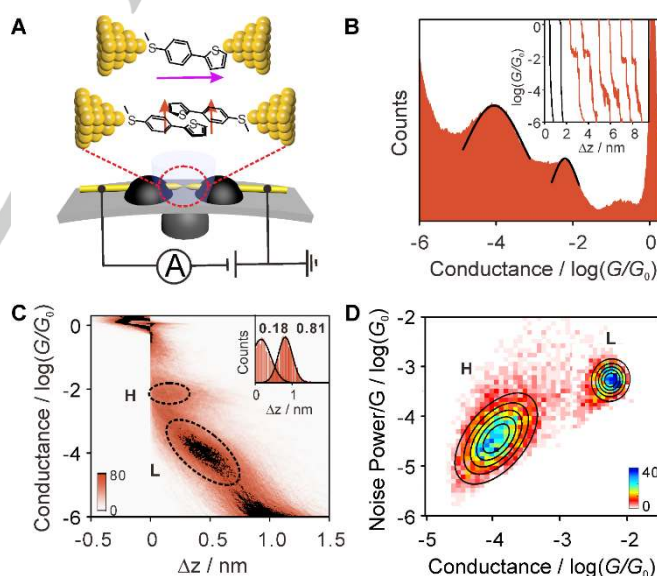 A
S
S
S
S
S
S
A
B
Counts
Conductance / log(G/G₀)
-6
-4
-2
0
log(G/G₀)
0
-2
-4
-6
0 2 4 6 8
Δz / nm
C
Conductance / log(G/G₀)
0
-2
-4
-6
H
L
80
0
-0.5
0
0.5
1.0
1.5
Δz / nm
Counts
0.18 0.81
0
1
Δz / nm
D
Noise Power/G / log(G₀)
-2
-3
-4
-5
-6
H
L
40
0
-5
-4
-3
-2
Conductance / log(G/G₀)